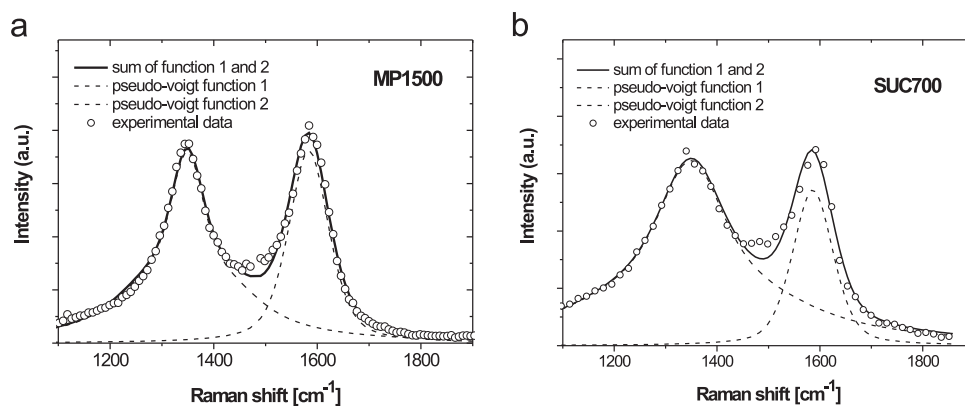 a
sum of function 1 and 2
pseudo-voigt function 1
pseudo-voigt function 2
experimental data
MP1500
Intensity (a.u.)
1200 1400 1600 1800
Raman shift [cm⁻¹]
b
sum of function 1 and 2
pseudo-voigt function 1
pseudo-voigt function 2
experimental data
SUC700
Intensity (a.u.)
1200 1400 1600 1800
Raman shift [cm⁻¹]